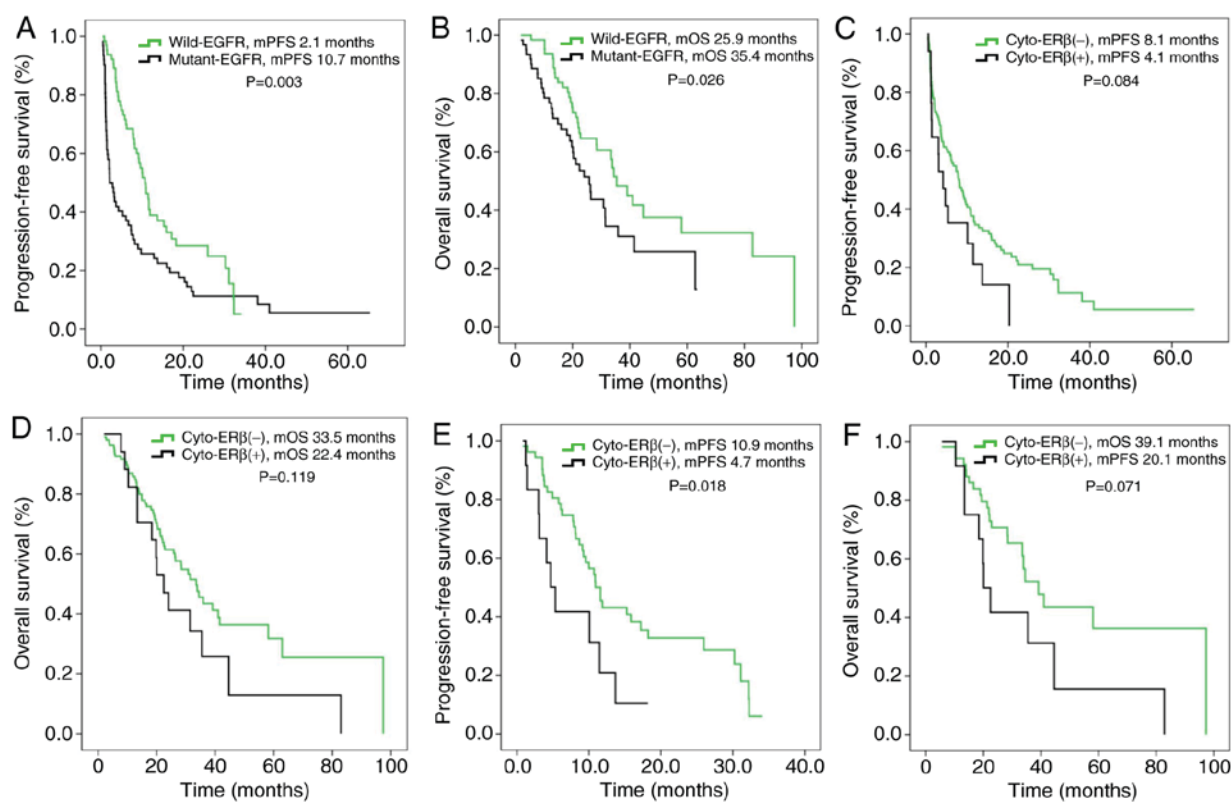 A
Wild-EGFR, mPFS 2.1 months
Mutant-EGFR, mPFS 10.7 months
P=0.003
Progression-free survival (%)
1.0
0.8
0.6
0.4
0.2
0.0
0.0 20.0 40.0 60.0
Time (months)
B
Wild-EGFR, mOS 25.9 months
Mutant-EGFR, mOS 35.4 months
P=0.026
Overall survival (%)
1.0
0.8
0.6
0.4
0.2
0.0
0 20 40 60 80 100
Time (months)
C
Cyto-ERβ(–), mPFS 8.1 months
Cyto-ERβ(+), mPFS 4.1 months
P=0.084
Progression-free survival (%)
1.0
0.8
0.6
0.4
0.2
0.0
0.0 20.0 40.0 60.0
Time (months)
D
Cyto-ERβ(–), mOS 33.5 months
Cyto-ERβ(+), mOS 22.4 months
P=0.119
Overall survival (%)
1.0
0.8
0.6
0.4
0.2
0.0
0 20 40 60 80 100
Time (months)
E
Cyto-ERβ(–), mPFS 10.9 months
Cyto-ERβ(+), mPFS 4.7 months
P=0.018
Progression-free survival (%)
1.0
0.8
0.6
0.4
0.2
0.0
0.0 10.0 20.0 30.0 40.0
Time (months)
F
Cyto-ERβ(–), mOS 39.1 months
Cyto-ERβ(+), mPFS 20.1 months
P=0.071
Overall survival (%)
1.0
0.8
0.6
0.4
0.2
0.0
0 20 40 60 80 100
Time (months)